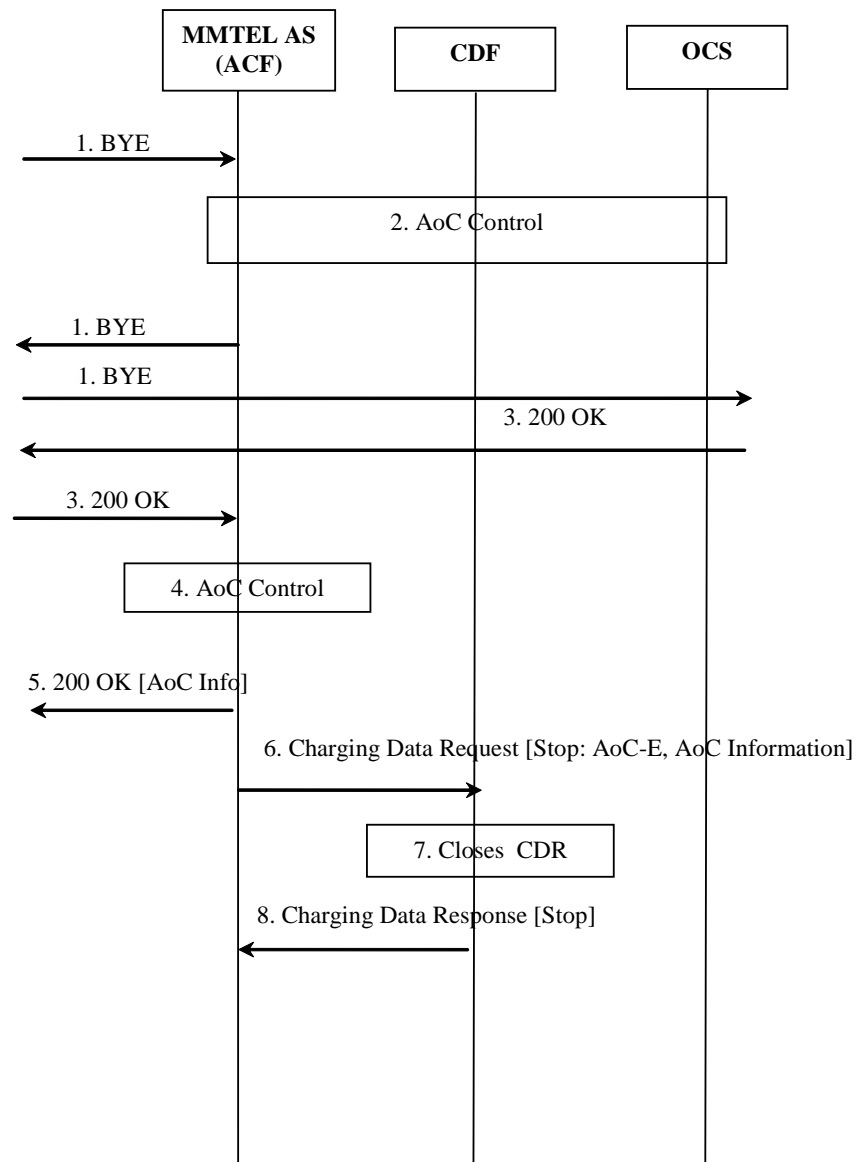 MMTEL AS
(ACF)
CDF
OCS
1. BYE
2. AoC Control
1. BYE
1. BYE
3. 200 OK
3. 200 OK
4. AoC Control
5. 200 OK [AoC Info]
6. Charging Data Request [Stop: AoC-E, AoC Information]
7. Closes CDR
8. Charging Data Response [Stop]